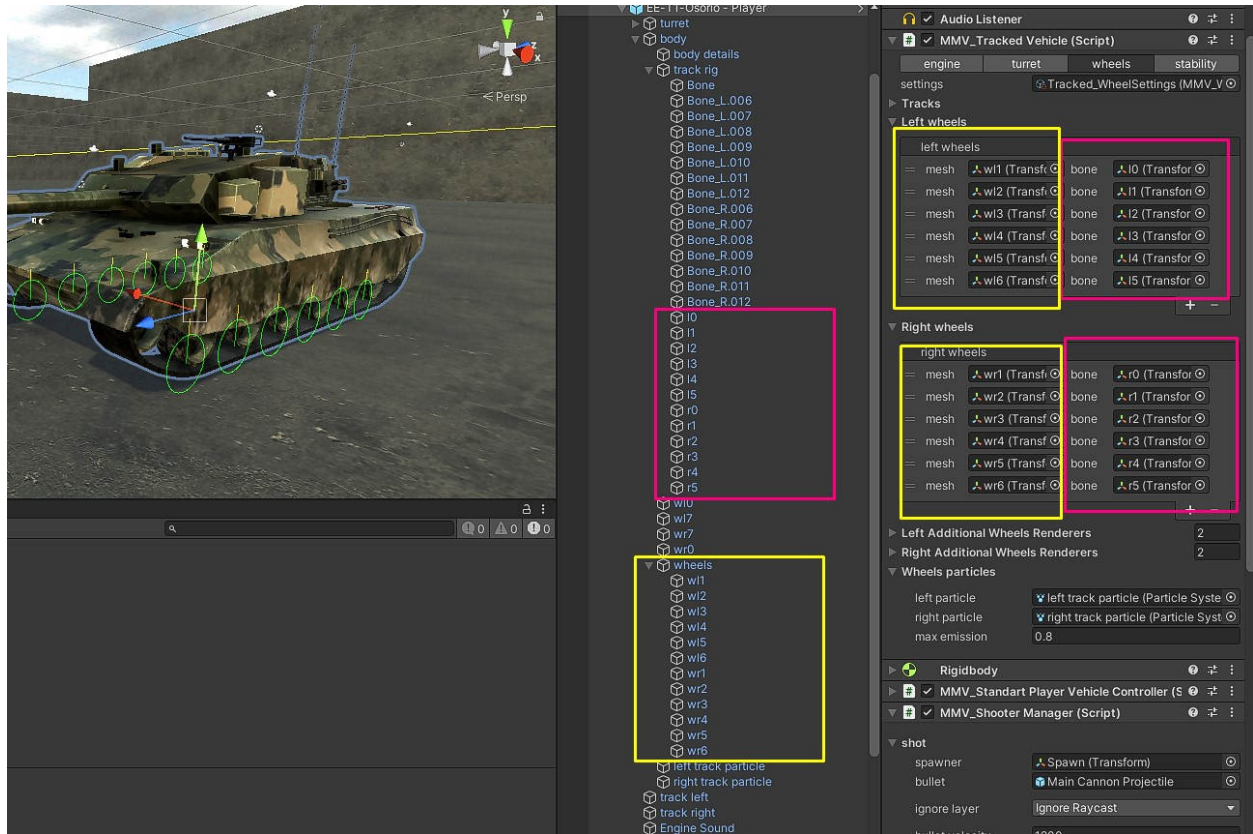 y
z
x
< Persp
0 0 0
EE-T1-Osorio - Player
turret
body
body details
track rig
Bone
Bone_L.006
Bone_L.007
Bone_L.008
Bone_L.009
Bone_L.010
Bone_L.011
Bone_L.012
Bone_R.006
Bone_R.007
Bone_R.008
Bone_R.009
Bone_R.010
Bone_R.011
Bone_R.012
l0
l1
l2
l3
l4
l5
r0
r1
r2
r3
r4
r5
wl0
wl7
wr7
wr0
wheels
wl1
wl2
wl3
wl4
wl5
wl6
wr1
wr2
wr3
wr4
wr5
wr6
left track particle
right track particle
track left
track right
Engine Sound
Audio Listener
MMV_Tracked Vehicle (Script)
engine turret wheels stability
settings Tracked_WheelSettings (MMV_V
Tracks
Left wheels
left wheels
mesh wl1 (Transf bone l0 (Transfor
mesh wl2 (Transf bone l1 (Transfor
mesh wl3 (Transf bone l2 (Transfor
mesh wl4 (Transf bone l3 (Transfor
mesh wl5 (Transf bone l4 (Transfor
mesh wl6 (Transf bone l5 (Transfor
+ -
Right wheels
right wheels
mesh wr1 (Transf bone r0 (Transfor
mesh wr2 (Transf bone r1 (Transfor
mesh wr3 (Transf bone r2 (Transfor
mesh wr4 (Transf bone r3 (Transfor
mesh wr5 (Transf bone r4 (Transfor
mesh wr6 (Transf bone r5 (Transfor
+ -
Left Additional Wheels Renderers 2
Right Additional Wheels Renderers 2
Wheels particles
left particle left track particle (Particle Syste
right particle right track particle (Particle Syst
max emission 0.8
Rigidbody
MMV_Standart Player Vehicle Controller (S
MMV_Shooter Manager (Script)
shot
spawner Spawn (Transform)
bullet Main Cannon Projectile
ignore layer Ignore Raycast